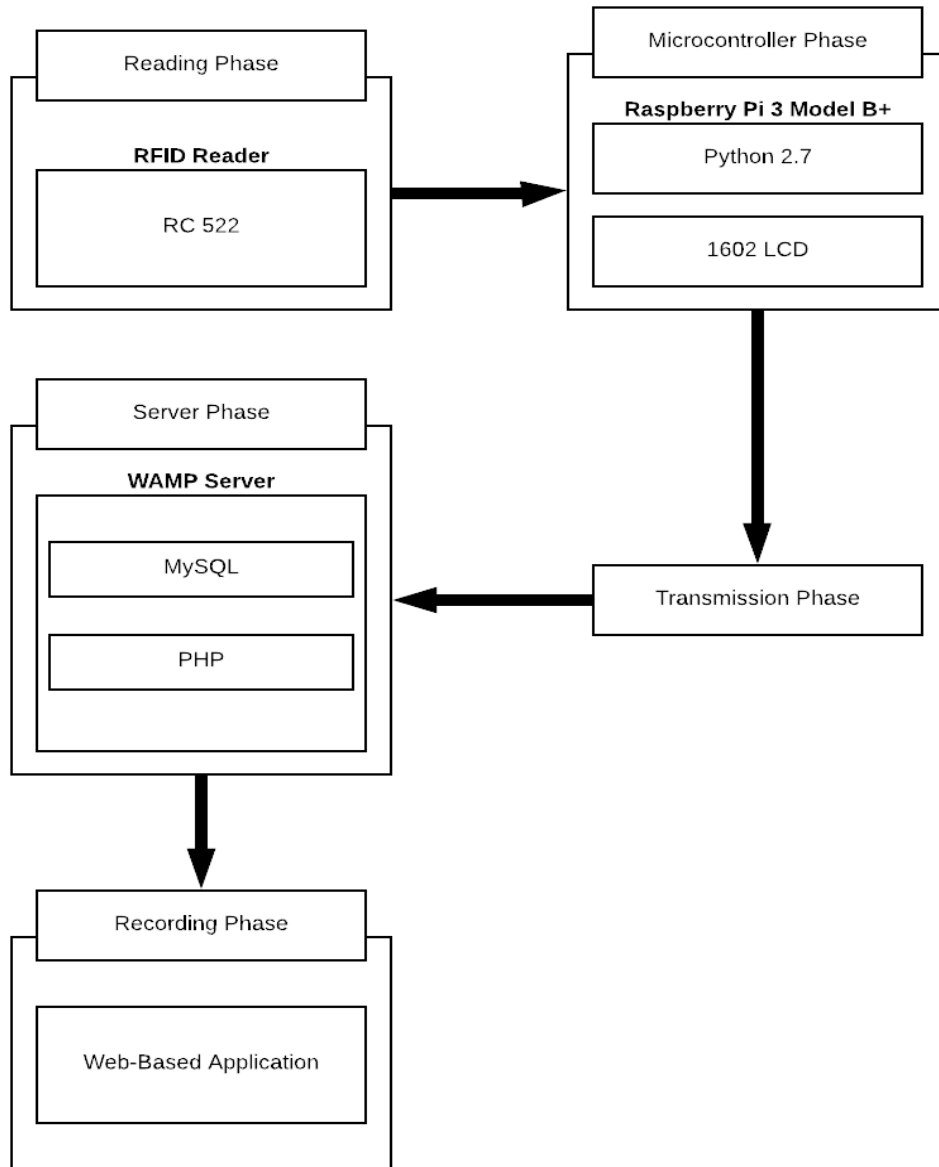 Reading Phase
RFID Reader
RC 522
Microcontroller Phase
Raspberry Pi 3 Model B+
Python 2.7
1602 LCD
Transmission Phase
Server Phase
WAMP Server
MySQL
PHP
Recording Phase
Web-Based Application